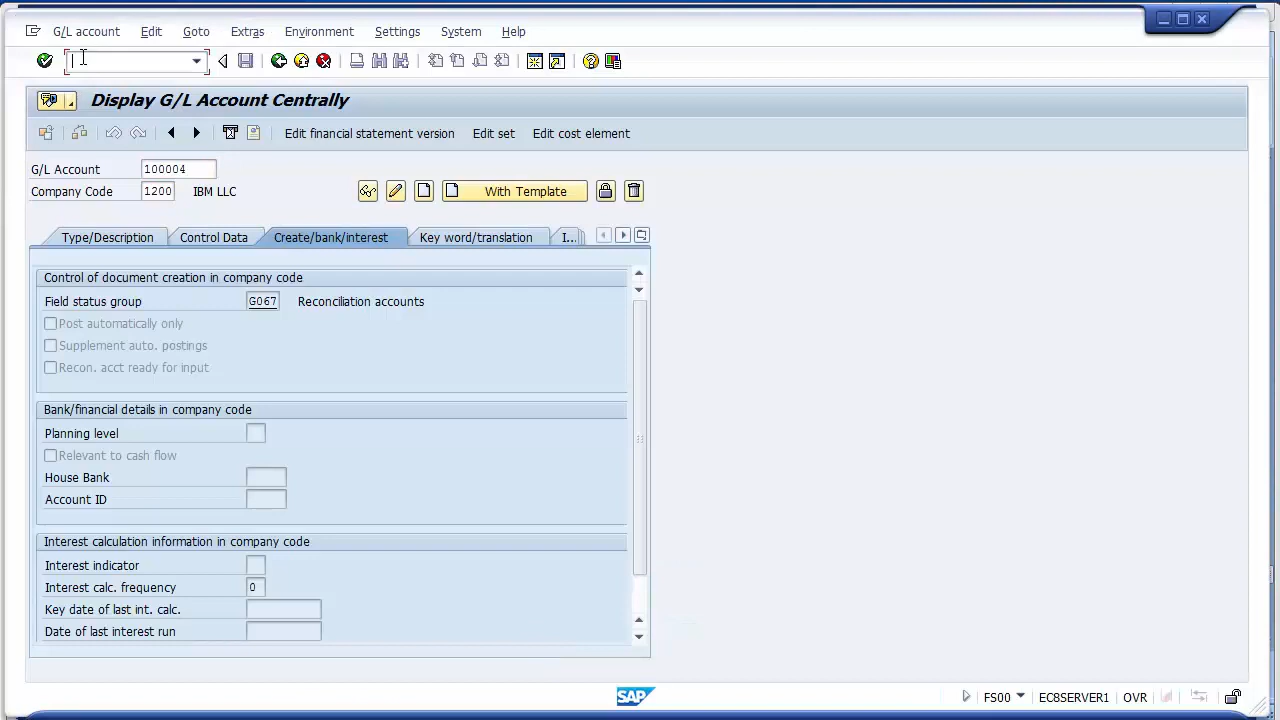 G/L Account Edit Goto Extras Environment Settings System Help
Display G/L Account Centrally
Edit financial statement version Edit set Edit cost element
G/L Account 100004
Company Code 1200 IBM LLC With Template
Type/Description Control Data Create/bank/interest Key word/translation I...
Control of document creation in company code
Field status group G067 Reconciliation accounts
Post automatically only
Supplement auto. postings
Recon. acct ready for input
Bank/financial details in company code
Planning level
Relevant to cash flow
House Bank
Account ID
Interest calculation information in company code
Interest indicator
Interest calc. frequency 0
Key date of last int. calc.
Date of last interest run
SAP FS00 EC8SERVER1 OVR